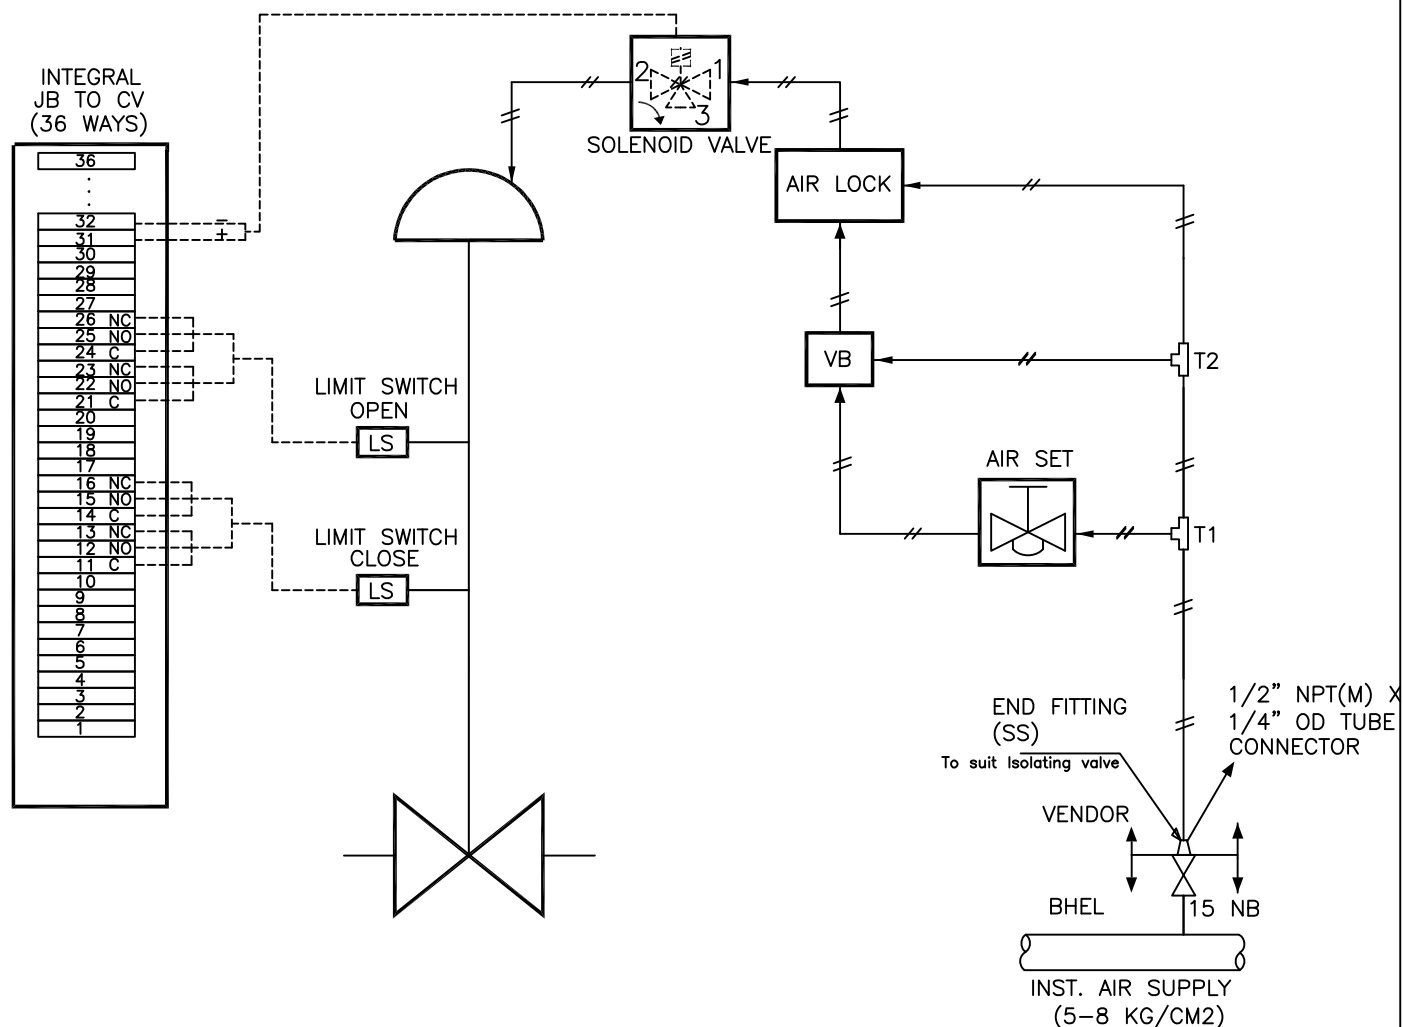 INTEGRAL
JB TO CV
(36 WAYS)
36
32 −
31 +
30
29
28
27
26 NC
25 NO
24 C
23 NC
22 NO
21 C
20
19
18
17
16 NC
15 NO
14 C
13 NC
12 NO
11 C
10
9
8
7
6
5
4
3
2
1
2 1
3
SOLENOID VALVE
AIR LOCK
VB
T2
LIMIT SWITCH
OPEN
LS
AIR SET
T1
LIMIT SWITCH
CLOSE
LS
END FITTING
(SS)
To suit Isolating valve
1/2” NPT(M) X
1/4” OD TUBE
CONNECTOR
VENDOR
BHEL
15 NB
INST. AIR SUPPLY
(5−8 KG/CM2)